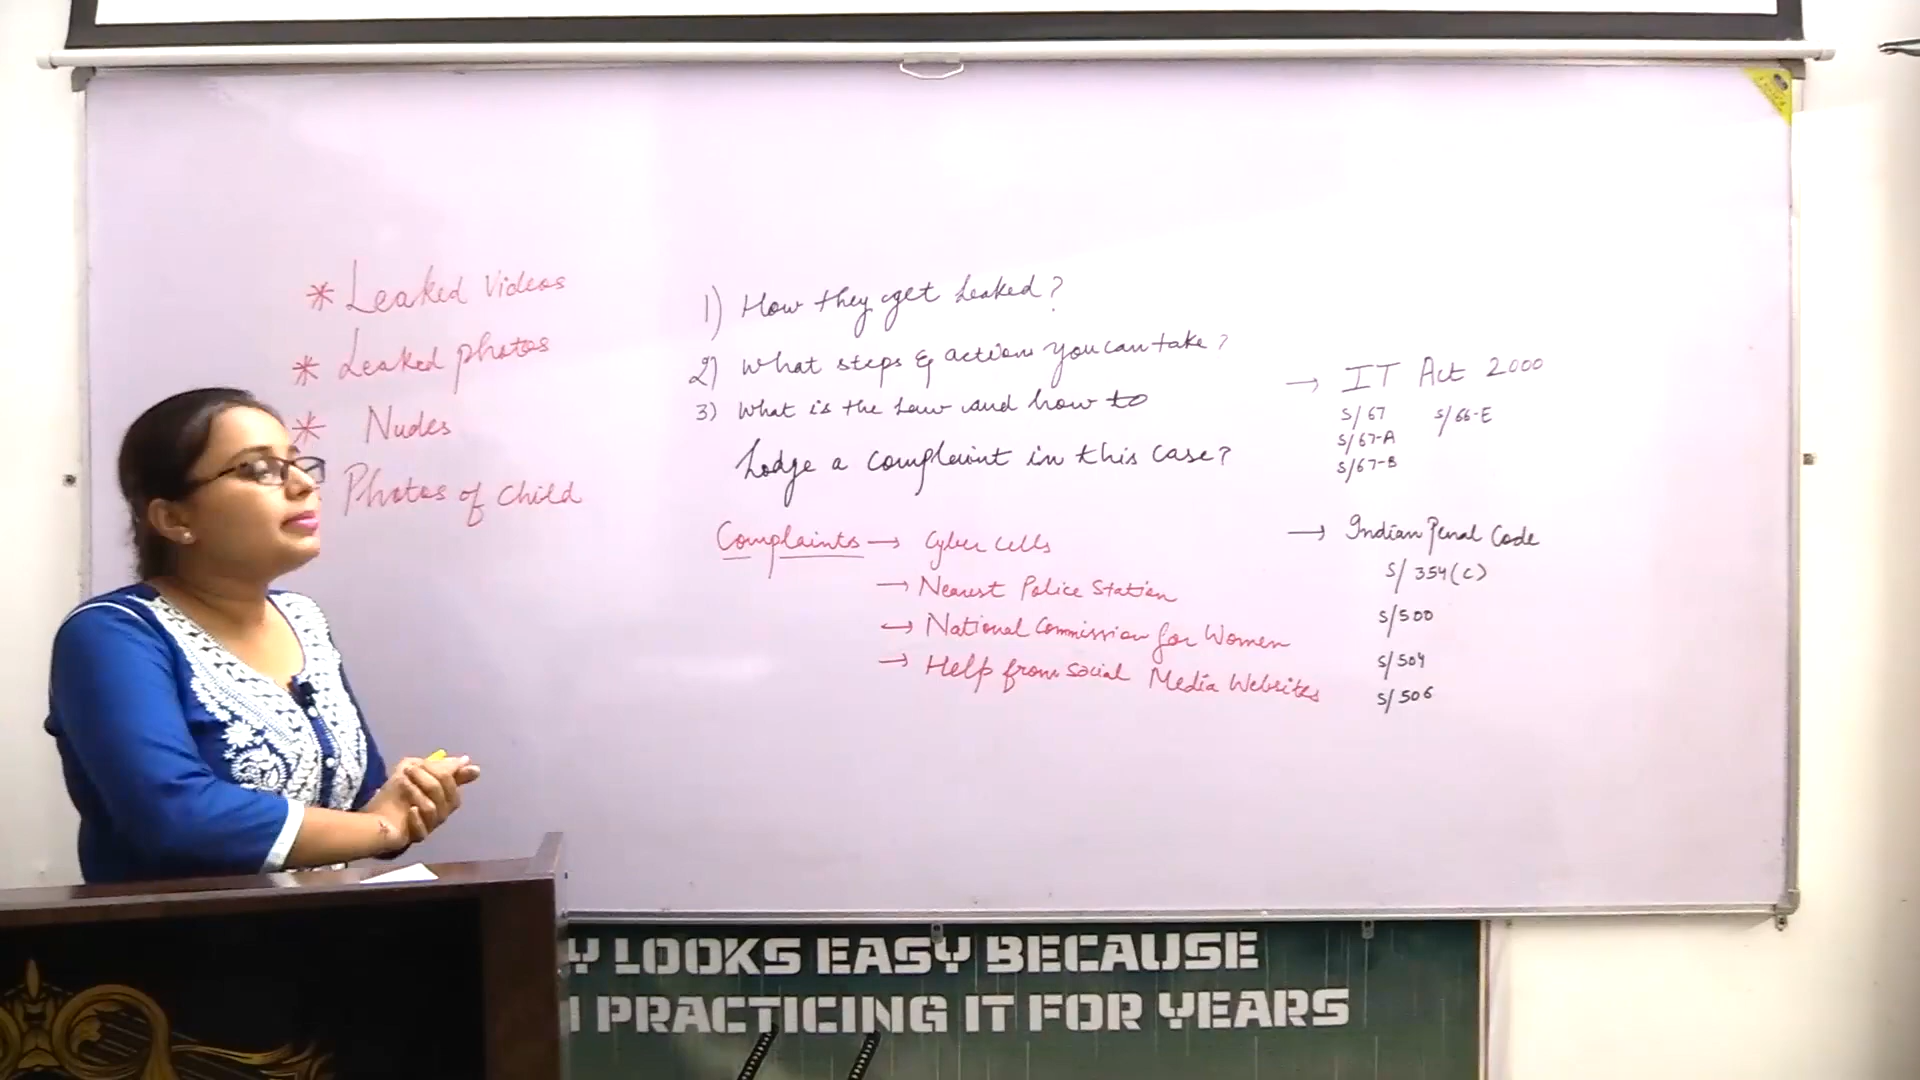 * Leaked Videos
* Leaked photos
* Nudes
Photos of child
1) How they get Leaked?
2) What steps & actions you can take?
3) What is the Law and how to
Lodge a complaint in this case?
Complaints → Cyber Cells
→ Nearest Police Station
→ National Commission for Women
→ Help from Social Media Websites
→ IT Act 2000
S/67 S/66-E
S/67-A
S/67-B
→ Indian Penal Code
S/354(C)
S/500
S/504
S/506
Y LOOKS EASY BECAUSE
PRACTICING IT FOR YEARS